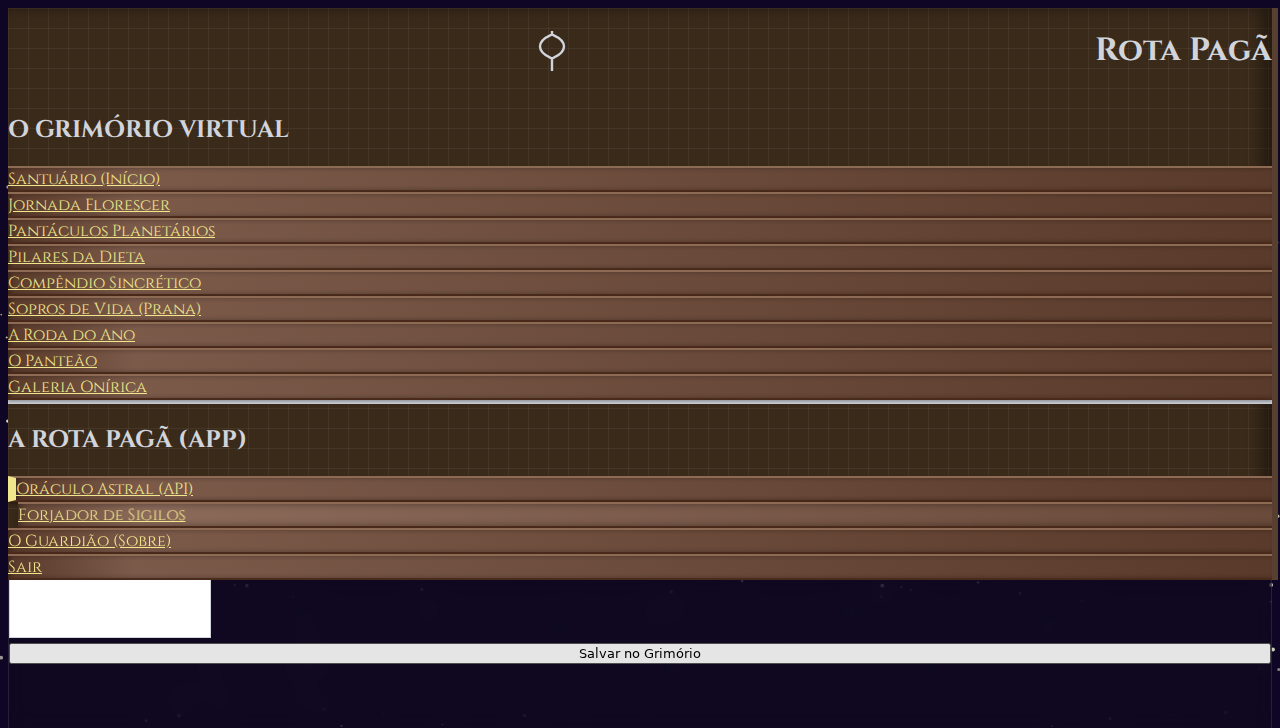 Rota Pagã
O GRIMÓRIO VIRTUAL
Santuário (Início)
Jornada Florescer
Pantáculos Planetários
Pilares da Dieta
Compêndio Sincrético
Sopros de Vida (Prana)
A Roda do Ano
O Panteão
Galeria Onírica
A ROTA PAGÃ (APP)
Oráculo Astral (API)
Forjador de Sigilos
O Guardião (Sobre)
Sair
Salvar no Grimório